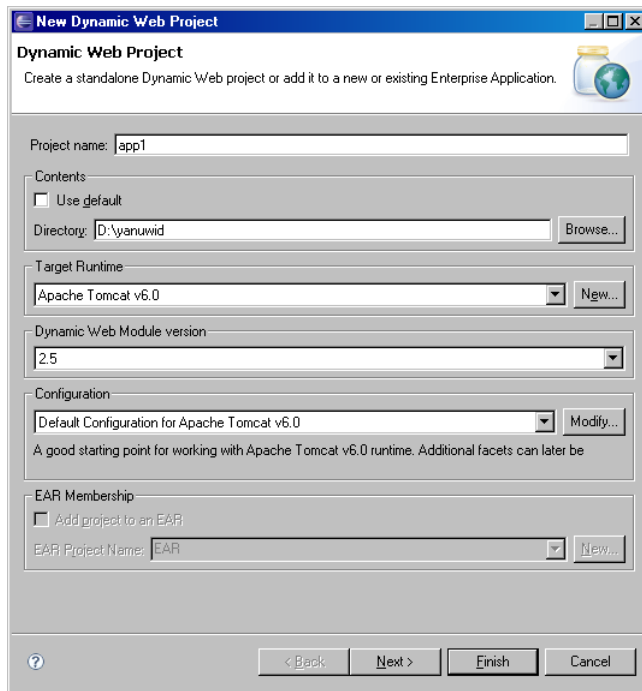 New Dynamic Web Project
Dynamic Web Project
Create a standalone Dynamic Web project or add it to a new or existing Enterprise Application.
Project name: app1
Contents
Use default
Directory: D:\yanuwid Browse...
Target Runtime
Apache Tomcat v6.0 New...
Dynamic Web Module version
2.5
Configuration
Default Configuration for Apache Tomcat v6.0 Modify...
A good starting point for working with Apache Tomcat v6.0 runtime. Additional facets can later be
EAR Membership
Add project to an EAR
EAR Project Name: EAR New...
? < Back Next > Finish Cancel